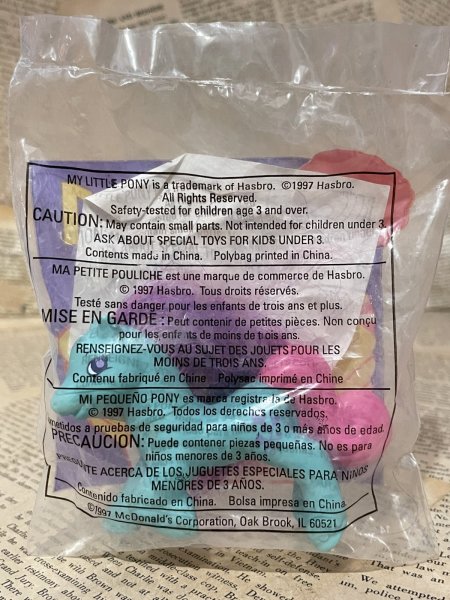 MY LITTLE PONY is a trademark of Hasbro. ©1997 Hasbro.
All Rights Reserved.
Safety-tested for children age 3 and over.
CAUTION: May contain small parts. Not intended for children under 3.
ASK ABOUT SPECIAL TOYS FOR KIDS UNDER 3.
Contents made in China. Polybag printed in China.
MA PETITE POULICHE est une marque de commerce de Hasbro.
© 1997 Hasbro. Tous droits réservés.
Testé sans danger pour les enfants de trois ans et plus.
MISE EN GARDE : Peut contenir de petites pièces. Non conçu
pour les enfants de moins de trois ans.
RENSEIGNEZ-VOUS AU SUJET DES JOUETS POUR LES
MOINS DE TROIS ANS.
Contenu fabriqué en Chine Polysac imprimé en Chine
MI PEQUEÑO PONY es marca registrada de Hasbro.
© 1997 Hasbro. Todos los derechos reservados.
ometidos a pruebas de seguridad para niños de 3 o más años de edad.
PRECAUCION: Puede contener piezas pequeñas. No es para
niños menores de 3 años.
PREGUNTE ACERCA DE LOS JUGUETES ESPECIALES PARA NIÑOS
MENORES DE 3 AÑOS.
Contenido fabricado en China. Bolsa impresa en China.
©1997 McDonald's Corporation, Oak Brook, IL 60521